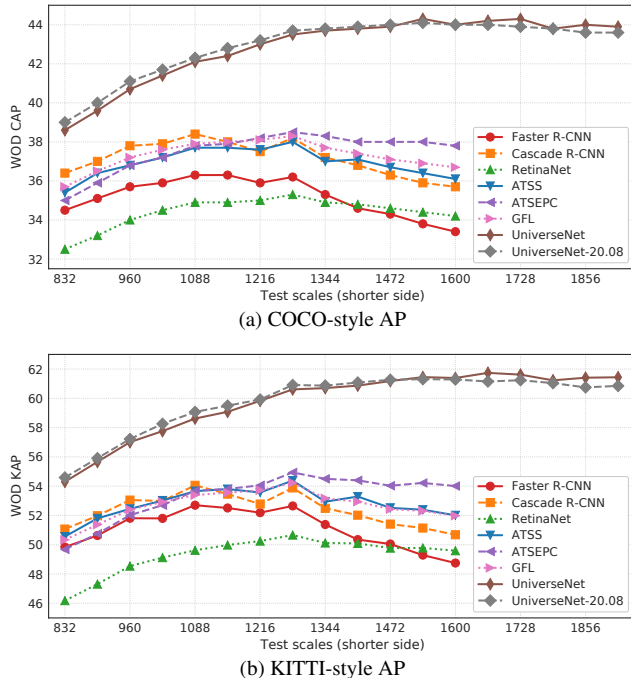 44
42
40
38
36
34
32
WOD CAP
Faster R-CNN
Cascade R-CNN
RetinaNet
ATSS
ATSEPC
GFL
UniverseNet
UniverseNet-20.08
832 960 1088 1216 1344 1472 1600 1728 1856
Test scales (shorter side)
(a) COCO-style AP
62
60
58
56
54
52
50
48
46
WOD KAP
Faster R-CNN
Cascade R-CNN
RetinaNet
ATSS
ATSEPC
GFL
UniverseNet
UniverseNet-20.08
832 960 1088 1216 1344 1472 1600 1728 1856
Test scales (shorter side)
(b) KITTI-style AP